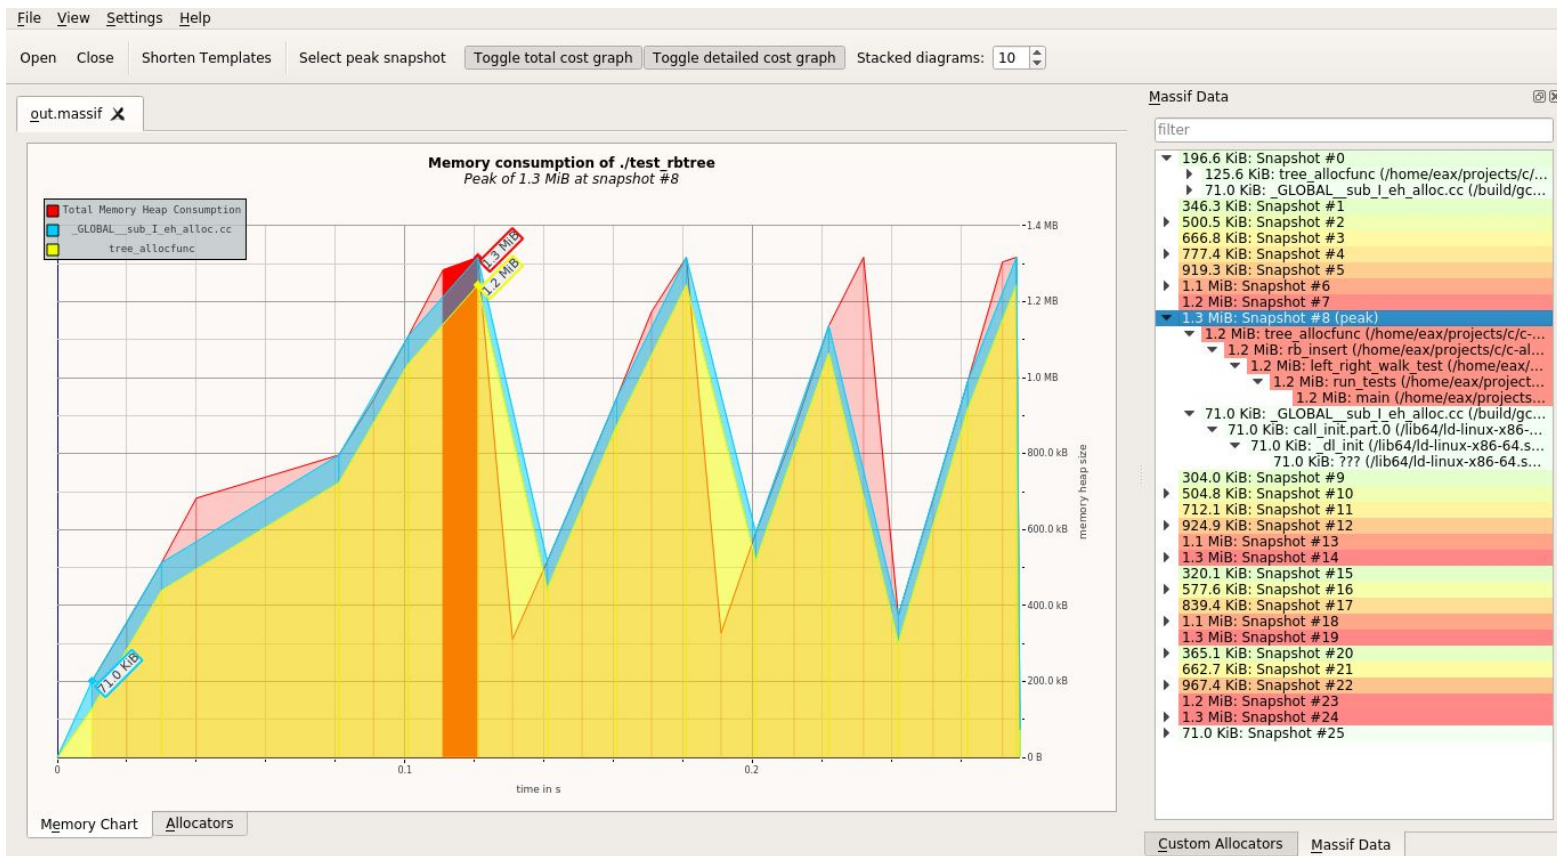 File View Settings Help
Open Close Shorten Templates Select peak snapshot Toggle total cost graph Toggle detailed cost graph Stacked diagrams: 10
out.massif
Memory consumption of ./test_rbtree
Peak of 1.3 MiB at snapshot #8
Total Memory Heap Consumption
_GLOBAL__sub_I_eh_alloc.cc
tree_allocfunc
1.3 MiB
1.2 MiB
71.0 KiB
1.4 MB
1.2 MB
1.0 MB
800.0 kB
600.0 kB
400.0 kB
200.0 kB
0 B
memory heap size
0 0.1 0.2
time in s
Memory Chart Allocators
Massif Data
filter
196.6 KiB: Snapshot #0
125.6 KiB: tree_allocfunc (/home/eax/projects/c/...
71.0 KiB: _GLOBAL__sub_I_eh_alloc.cc (/build/gc...
346.3 KiB: Snapshot #1
500.5 KiB: Snapshot #2
666.8 KiB: Snapshot #3
777.4 KiB: Snapshot #4
919.3 KiB: Snapshot #5
1.1 MiB: Snapshot #6
1.2 MiB: Snapshot #7
1.3 MiB: Snapshot #8 (peak)
1.2 MiB: tree_allocfunc (/home/eax/projects/c/c-...
1.2 MiB: rb_insert (/home/eax/projects/c/c-al...
1.2 MiB: left_right_walk_test (/home/eax/...
1.2 MiB: run_tests (/home/eax/project...
1.2 MiB: main (/home/eax/projects...
71.0 KiB: _GLOBAL__sub_I_eh_alloc.cc (/build/gc...
71.0 KiB: call_init.part.0 (/lib64/ld-linux-x86-...
71.0 KiB: _dl_init (/lib64/ld-linux-x86-64.s...
71.0 KiB: ??? (/lib64/ld-linux-x86-64.s...
304.0 KiB: Snapshot #9
504.8 KiB: Snapshot #10
712.1 KiB: Snapshot #11
924.9 KiB: Snapshot #12
1.1 MiB: Snapshot #13
1.3 MiB: Snapshot #14
320.1 KiB: Snapshot #15
577.6 KiB: Snapshot #16
839.4 KiB: Snapshot #17
1.1 MiB: Snapshot #18
1.3 MiB: Snapshot #19
365.1 KiB: Snapshot #20
662.7 KiB: Snapshot #21
967.4 KiB: Snapshot #22
1.2 MiB: Snapshot #23
1.3 MiB: Snapshot #24
71.0 KiB: Snapshot #25
Custom Allocators Massif Data